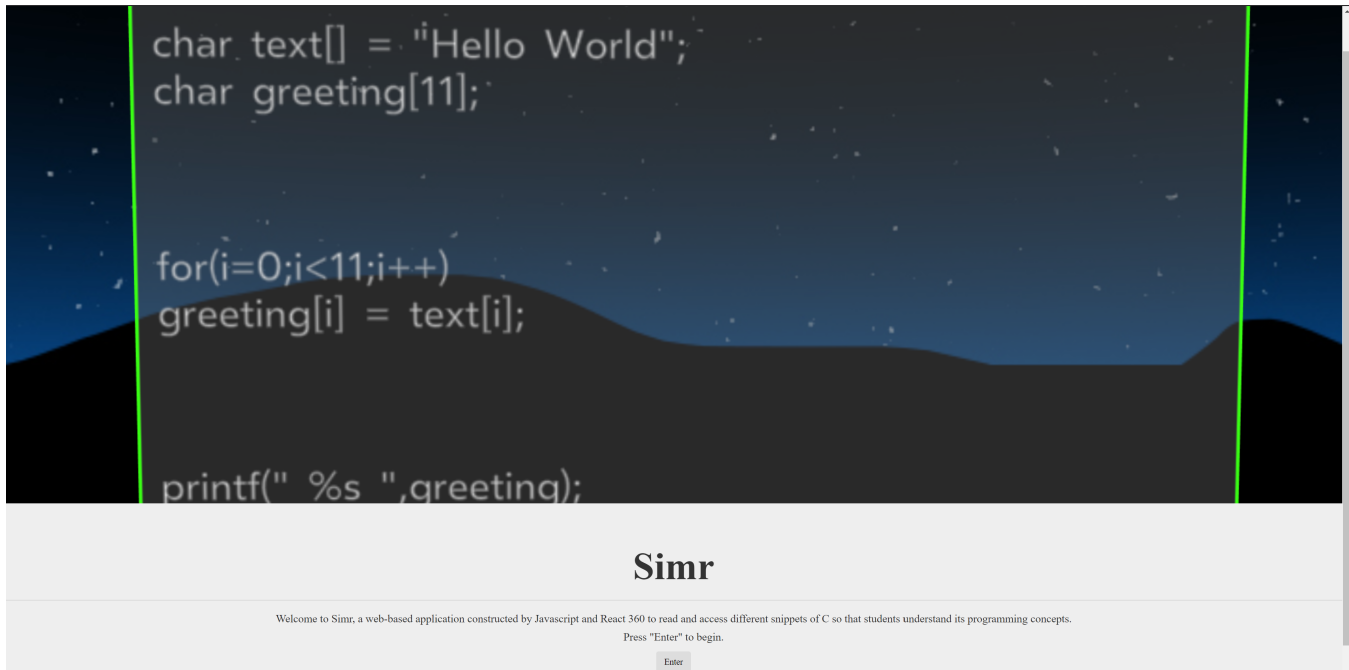 char text[] = "Hello World";
char greeting[11];
for(i=0;i<11;i++)
greeting[i] = text[i];
printf(" %s ",greeting);
Simr
Welcome to Simr, a web-based application constructed by Javascript and React 360 to read and access different snippets of C so that students understand its programming concepts.
Press "Enter" to begin.
Enter